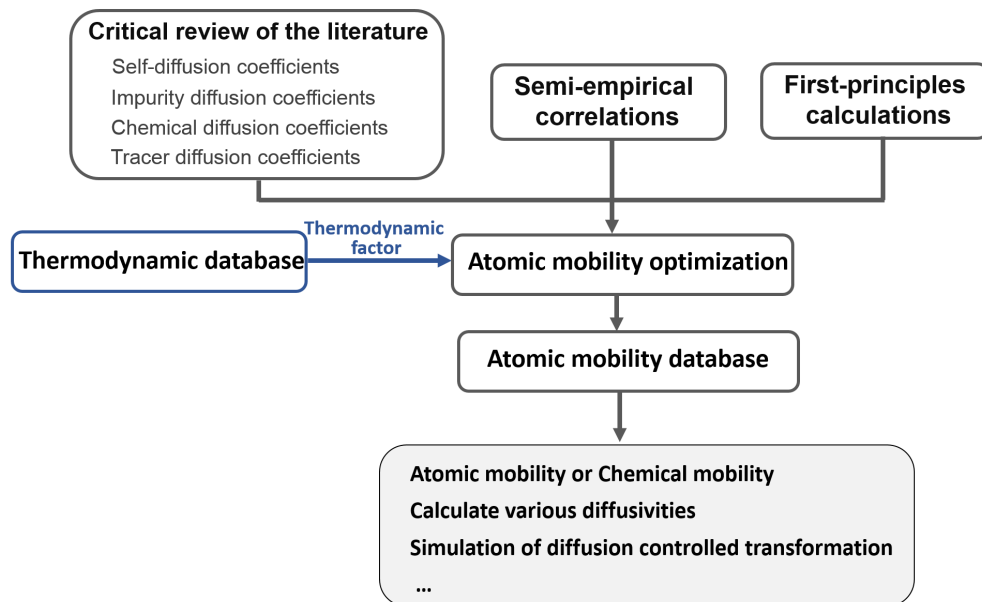 Critical review of the literature
Self-diffusion coefficients
Impurity diffusion coefficients
Chemical diffusion coefficients
Tracer diffusion coefficients
Semi-empirical
correlations
First-principles
calculations
Thermodynamic database
Thermodynamic
factor
Atomic mobility optimization
Atomic mobility database
Atomic mobility or Chemical mobility
Calculate various diffusivities
Simulation of diffusion controlled transformation
...